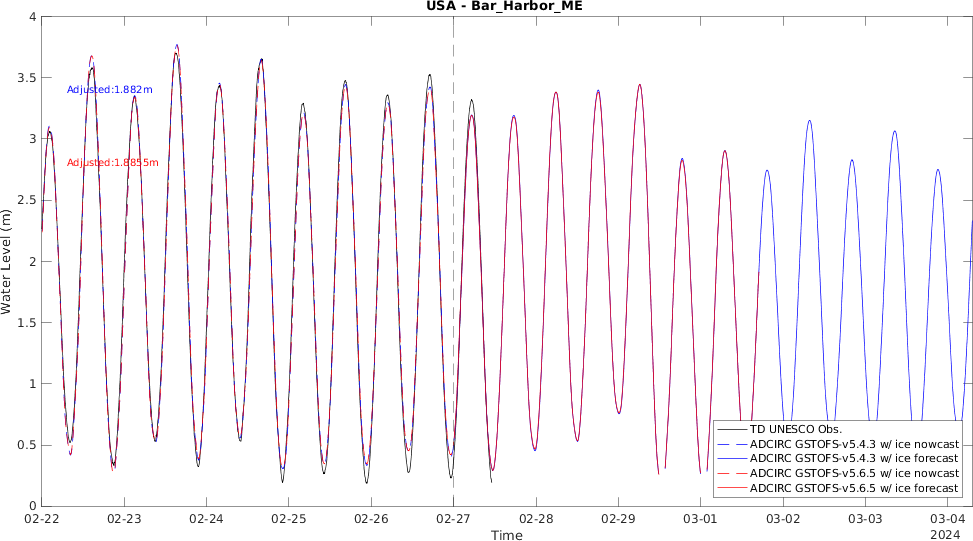 USA - Bar_Harbor_ME
4
3.5
3
2.5
2
1.5
1
0.5
0
Water Level (m)
Adjusted:1.882m
Adjusted:1.8855m
TD UNESCO Obs.
ADCIRC GSTOFS-v5.4.3 w/ ice nowcast
ADCIRC GSTOFS-v5.4.3 w/ ice forecast
ADCIRC GSTOFS-v5.6.5 w/ ice nowcast
ADCIRC GSTOFS-v5.6.5 w/ ice forecast
02-22 02-23 02-24 02-25 02-26 02-27 02-28 02-29 03-01 03-02 03-03 03-04
2024
Time